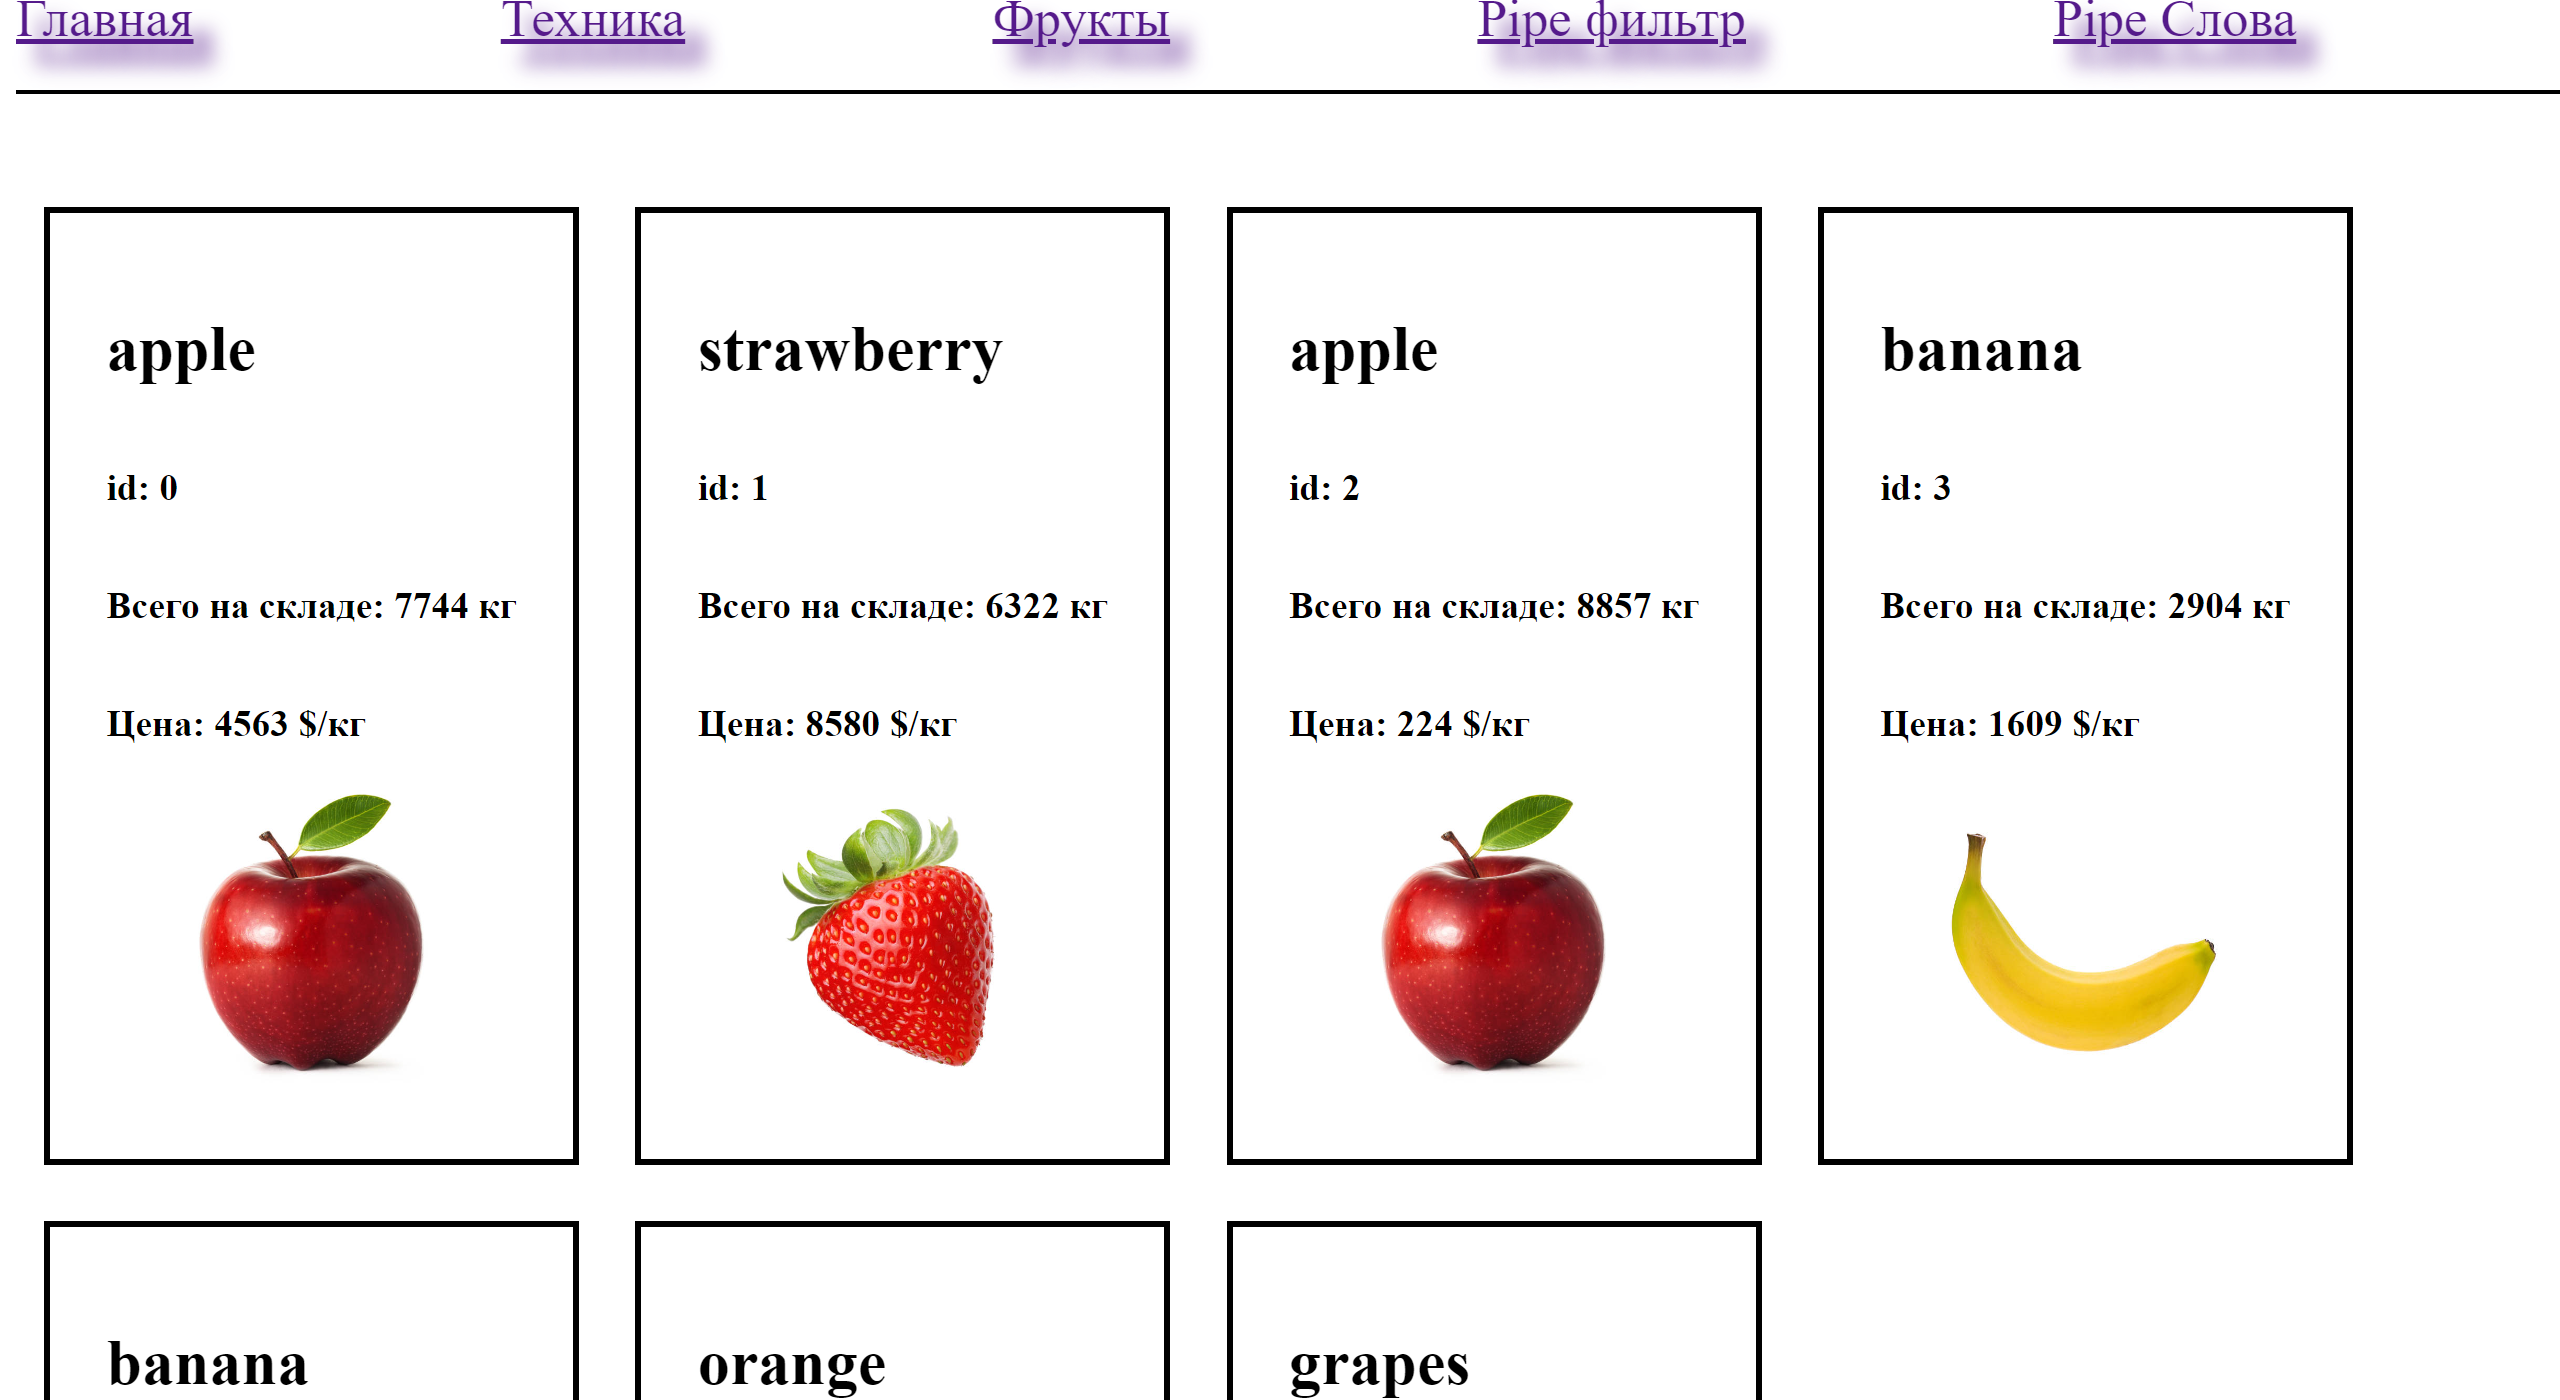 Главная Техника Фрукты Pipe фильтр Pipe Слова
apple
id: 0
Всего на складе: 7744 кг
Цена: 4563 $/кг
strawberry
id: 1
Всего на складе: 6322 кг
Цена: 8580 $/кг
apple
id: 2
Всего на складе: 8857 кг
Цена: 224 $/кг
banana
id: 3
Всего на складе: 2904 кг
Цена: 1609 $/кг
banana
orange
grapes